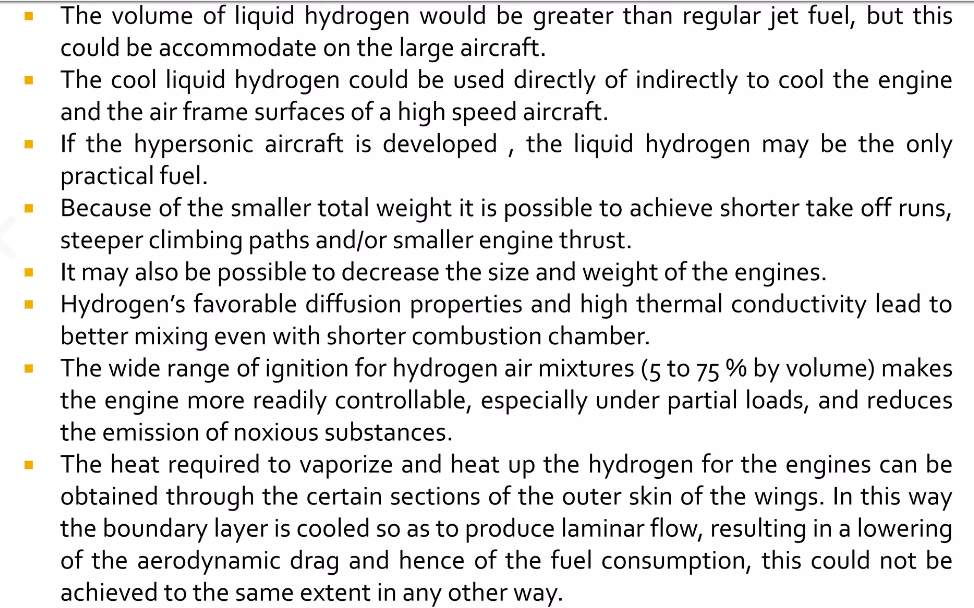 ▪ The volume of liquid hydrogen would be greater than regular jet fuel, but this
could be accommodate on the large aircraft.
▪ The cool liquid hydrogen could be used directly of indirectly to cool the engine
and the air frame surfaces of a high speed aircraft.
▪ If the hypersonic aircraft is developed , the liquid hydrogen may be the only
practical fuel.
▪ Because of the smaller total weight it is possible to achieve shorter take off runs,
steeper climbing paths and/or smaller engine thrust.
▪ It may also be possible to decrease the size and weight of the engines.
▪ Hydrogen's favorable diffusion properties and high thermal conductivity lead to
better mixing even with shorter combustion chamber.
▪ The wide range of ignition for hydrogen air mixtures (5 to 75 % by volume) makes
the engine more readily controllable, especially under partial loads, and reduces
the emission of noxious substances.
▪ The heat required to vaporize and heat up the hydrogen for the engines can be
obtained through the certain sections of the outer skin of the wings. In this way
the boundary layer is cooled so as to produce laminar flow, resulting in a lowering
of the aerodynamic drag and hence of the fuel consumption, this could not be
achieved to the same extent in any other way.